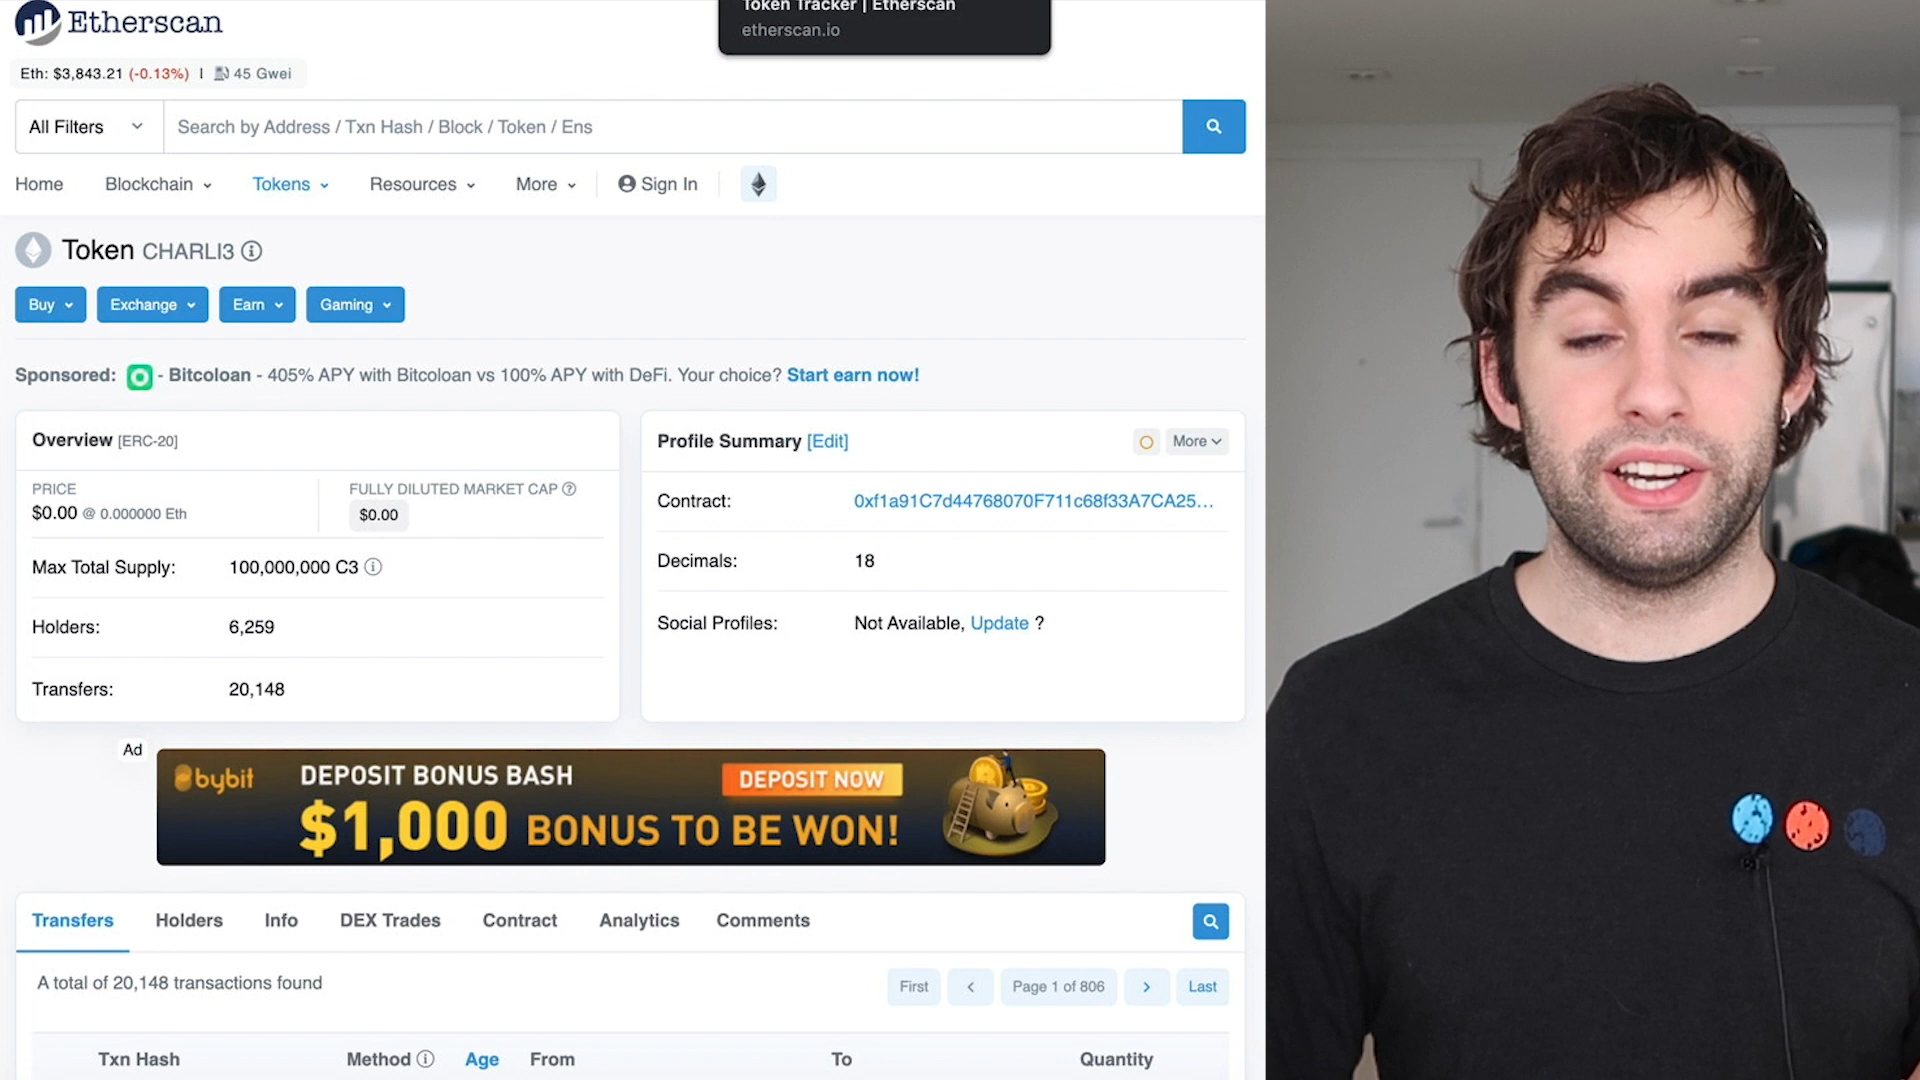 Token Tracker | Etherscan
etherscan.io
Etherscan
Eth: $3,843.21 (-0.13%) | 45 Gwei
All Filters
Search by Address / Txn Hash / Block / Token / Ens
Home Blockchain Tokens Resources More Sign In
Token CHARLI3
Buy Exchange Earn Gaming
Sponsored: - Bitcoloan - 405% APY with Bitcoloan vs 100% APY with DeFi. Your choice? Start earn now!
Overview [ERC-20]
PRICE
$0.00 @ 0.000000 Eth
FULLY DILUTED MARKET CAP
$0.00
Max Total Supply: 100,000,000 C3
Holders: 6,259
Transfers: 20,148
Profile Summary [Edit]
More
Contract: 0xf1a91C7d44768070F711c68f33A7CA25...
Decimals: 18
Social Profiles: Not Available, Update ?
Ad
bybit
DEPOSIT BONUS BASH
DEPOSIT NOW
$1,000 BONUS TO BE WON!
Transfers Holders Info DEX Trades Contract Analytics Comments
A total of 20,148 transactions found
First < Page 1 of 806 > Last
Txn Hash Method Age From To Quantity